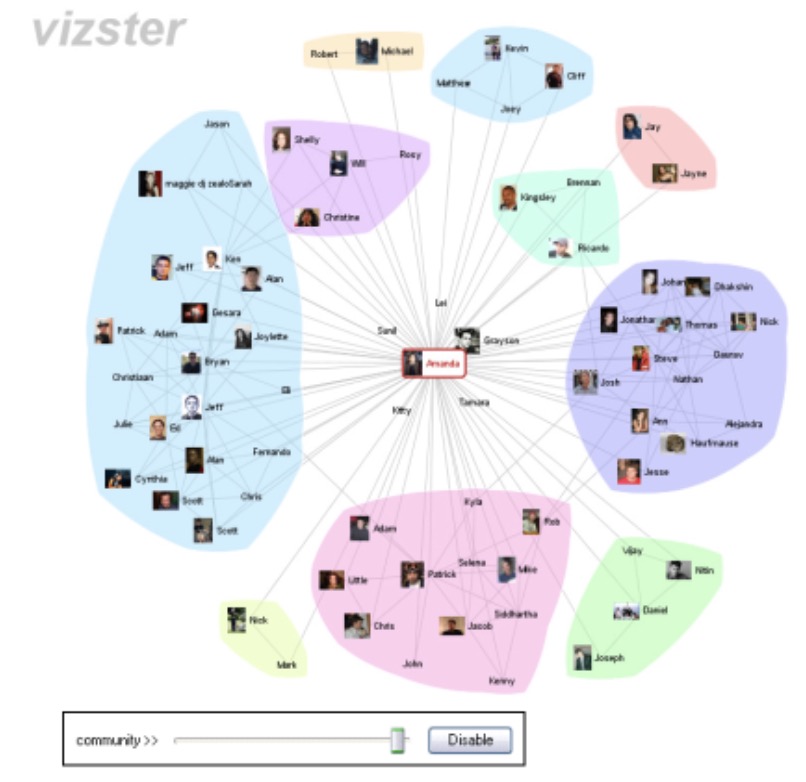 vizster
Robert
Michael
Kevin
Matthew
Cliff
Joey
Jason
Shelly
Will
Rosy
Jay
Jayne
maggie dj zealoSarah
Christine
Kingsley
Brennan
Ricardo
Jeff
Ken
Alan
Johan
Dhakshin
Lei
Besara
Patrick
Adam
Joylette
Sunil
Grayson
Jonathan
Thomas
Nick
Bryan
Amanda
Steve
Gaurav
Christiaan
Eli
Josh
Nathan
Jeff
Kitty
Tamara
Julie
Ed
Ann
Alejandra
Haufmause
Alan
Fernando
Jesse
Cynthia
Scott
Chris
Kyla
Scott
Adam
Rob
Vijay
Little
Patrick
Selena
Mike
Nitin
Nick
Chris
Jacob
Siddhartha
Daniel
Mark
John
Kenny
Joseph
community >>
Disable